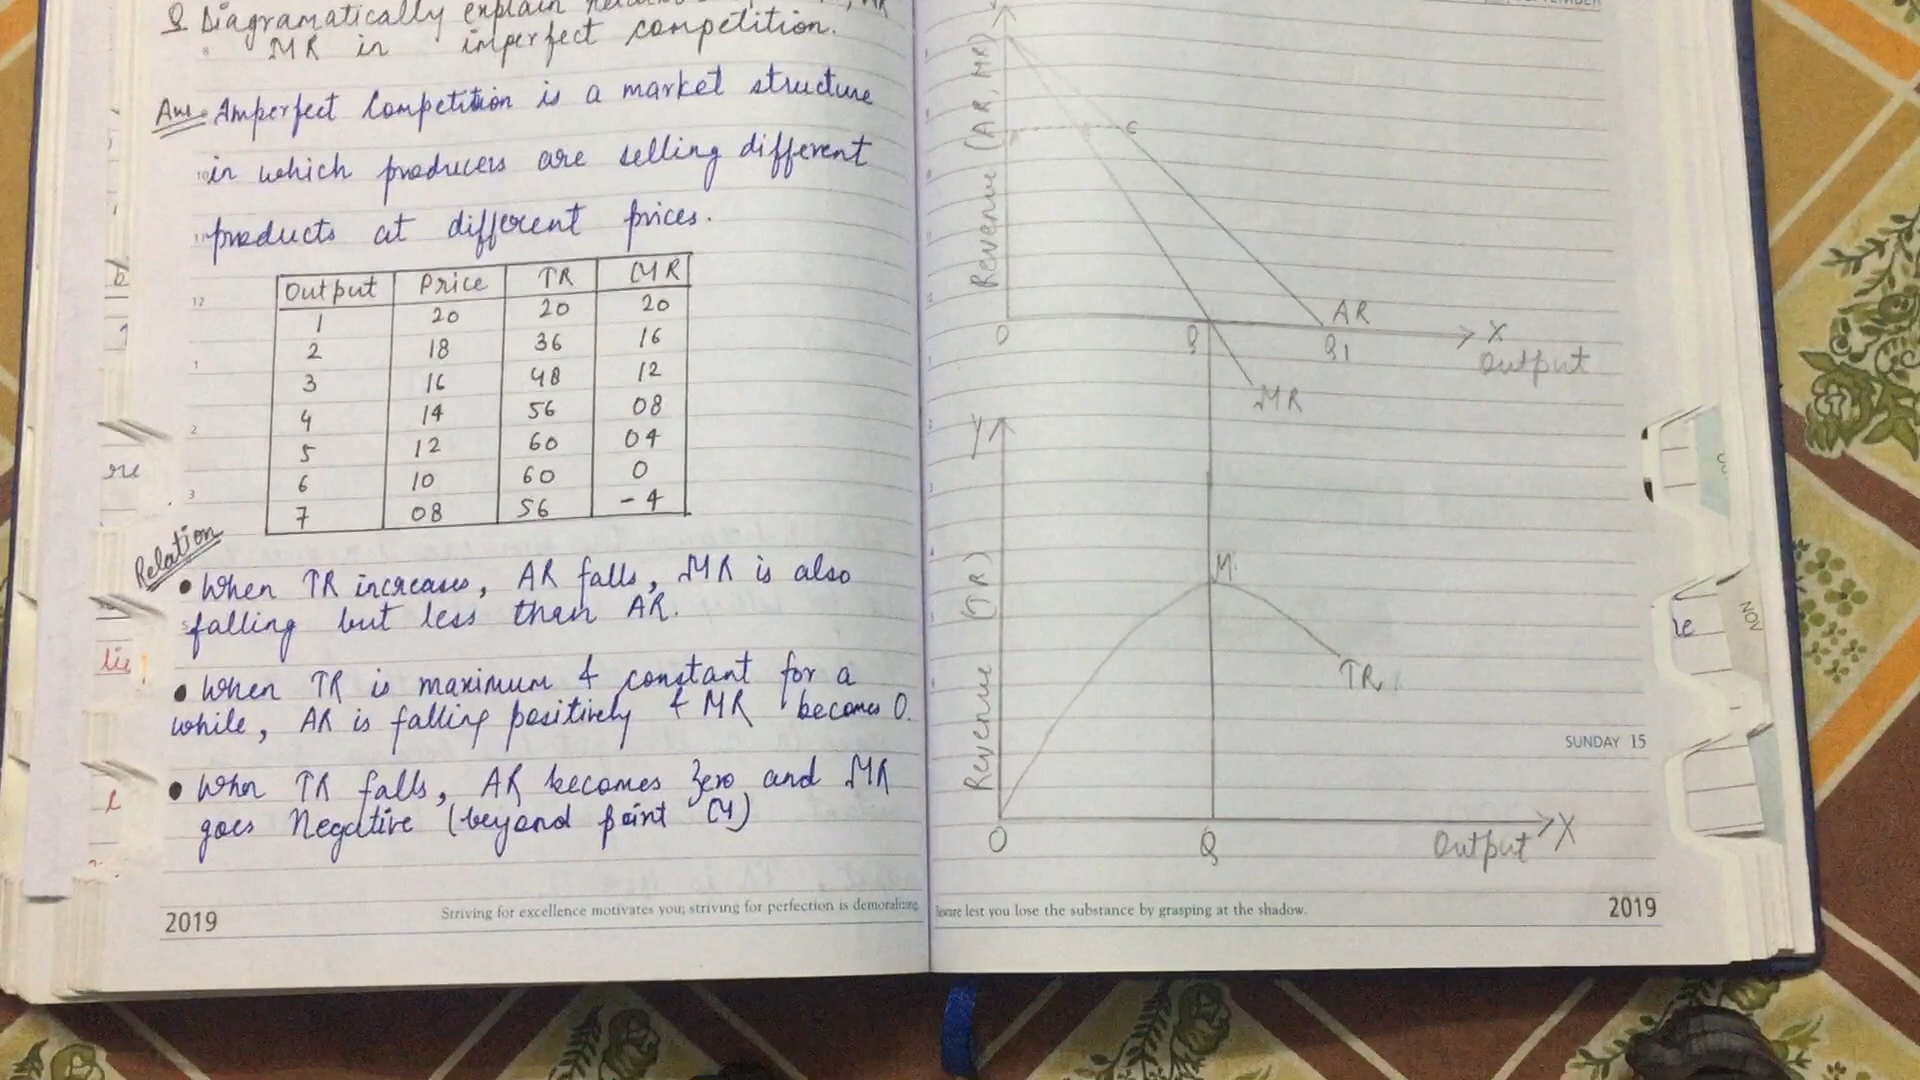 Q Diagramatically explain
MR in imperfect competition.
Ans. Imperfect Competition is a market structure
in which producers are selling different
products at different prices.
Output Price TR MR
1 20 20 20
2 18 36 16
3 16 48 12
4 14 56 08
5 12 60 04
6 10 60 0
7 08 56 -4
Relation
• When TR increases, AR falls, MR is also
falling but less than AR.
• When TR is maximum & constant for a
while, AR is falling positively & MR becomes 0.
• When TR falls, AR becomes zero and MR
goes Negative (beyond point M)
2019
Striving for excellence motivates you; striving for perfection is demoralizing
Revenue (AR, MR)
AR
O Q Q1 X
Output
MR
Y
Revenue (TR)
M
TR
SUNDAY 15
O Q Output X
lest you lose the substance by grasping at the shadow.
2019
NOV